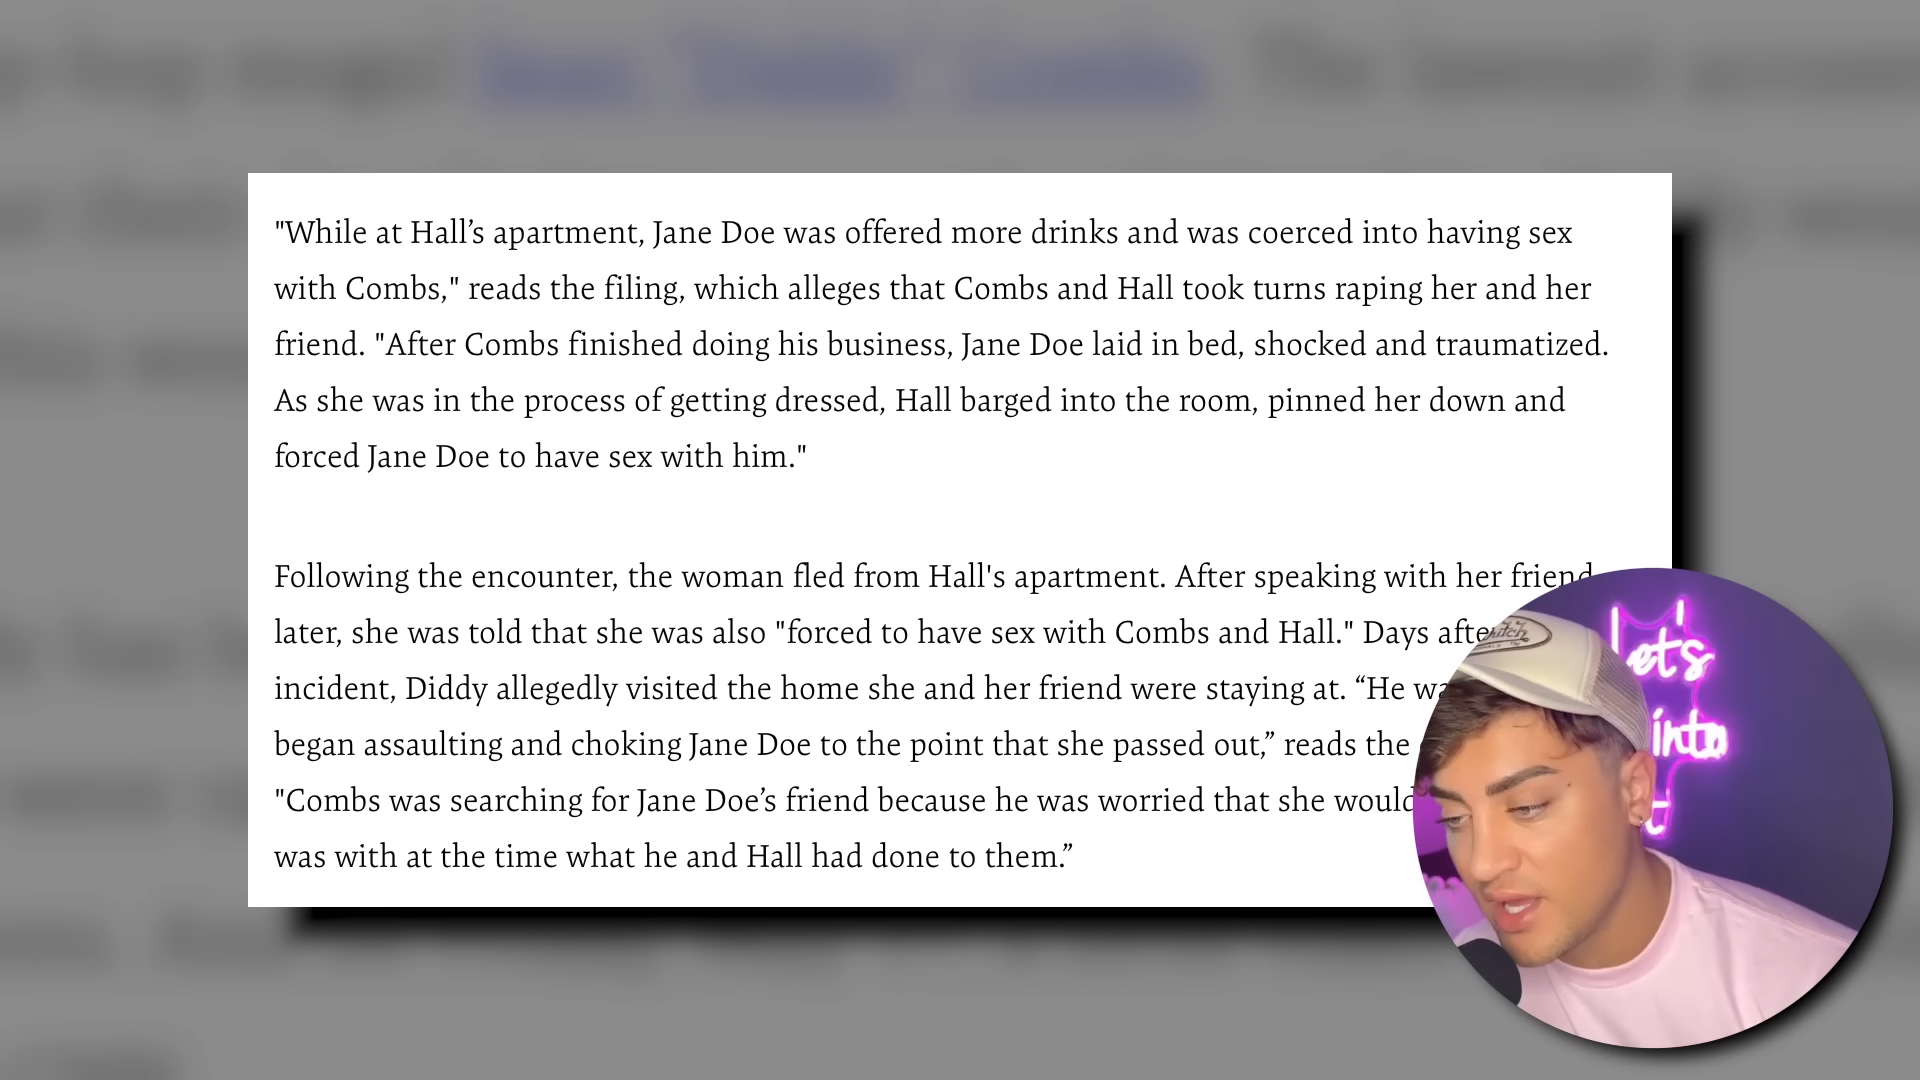 "While at Hall’s apartment, Jane Doe was offered more drinks and was coerced into having sex
with Combs," reads the filing, which alleges that Combs and Hall took turns raping her and her
friend. "After Combs finished doing his business, Jane Doe laid in bed, shocked and traumatized.
As she was in the process of getting dressed, Hall barged into the room, pinned her down and
forced Jane Doe to have sex with him."
Following the encounter, the woman fled from Hall's apartment. After speaking with her friend
later, she was told that she was also "forced to have sex with Combs and Hall." Days
incident, Diddy allegedly visited the home she and her friend were staying at. “He
began assaulting and choking Jane Doe to the point that she passed out,” reads the
"Combs was searching for Jane Doe’s friend because he was worried that she would
was with at the time what he and Hall had done to them.”
let's
into